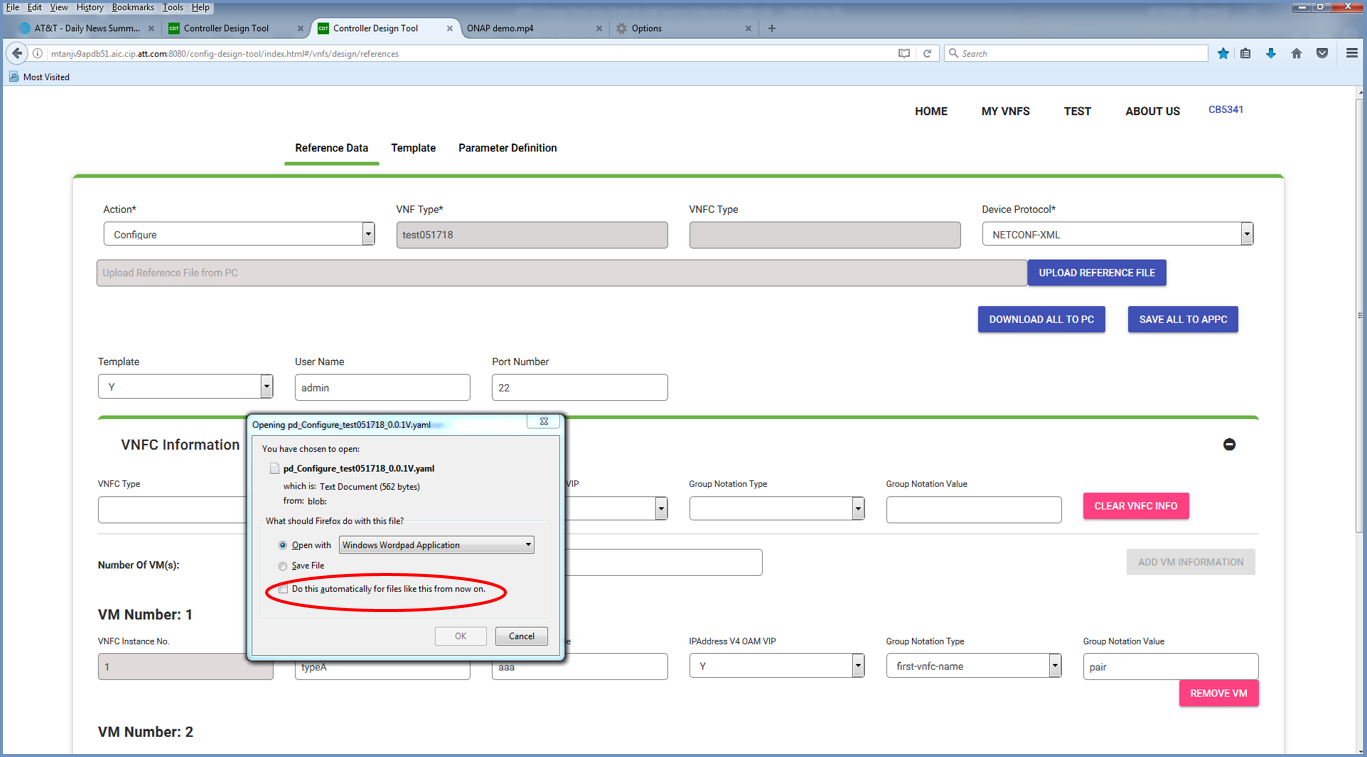 File Edit View History Bookmarks Tools Help
AT&T - Daily News Summ... × Controller Design Tool × Controller Design Tool × ONAP demo.mp4 × Options × +
mtanjv9apdb51.aic.cip.att.com:8080/config-design-tool/index.html#/vnfs/design/references Search
Most Visited
HOME MY VNFS TEST ABOUT US CB5341
Reference Data Template Parameter Definition
Action* VNF Type* VNFC Type Device Protocol*
Configure test051718 NETCONF-XML
Upload Reference File from PC UPLOAD REFERENCE FILE
DOWNLOAD ALL TO PC SAVE ALL TO APPC
Template User Name Port Number
Y admin 22
Opening pd_Configure_test051718_0.0.1V.yaml
VNFC Information
You have chosen to open:
pd_Configure_test051718_0.0.1V.yaml
which is: Text Document (562 bytes)
from: blob:
VNFC Type VIP Group Notation Type Group Notation Value
CLEAR VNFC INFO
What should Firefox do with this file?
Open with Windows Wordpad Application
Save File
Number Of VM(s): ADD VM INFORMATION
Do this automatically for files like this from now on.
VM Number: 1
OK Cancel
VNFC Instance No. IPAddress V4 OAM VIP Group Notation Type Group Notation Value
1 typeA aaa Y first-vnfc-name pair
REMOVE VM
VM Number: 2